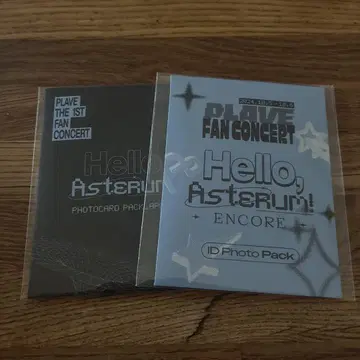 PLAVE
THE 1ST
FAN
CONCERT
Hello,
Asterum!
PHOTOCARD PACK
PLAVE
FAN CONCERT
Hello,
Asterum!
ENCORE
ID Photo Pack